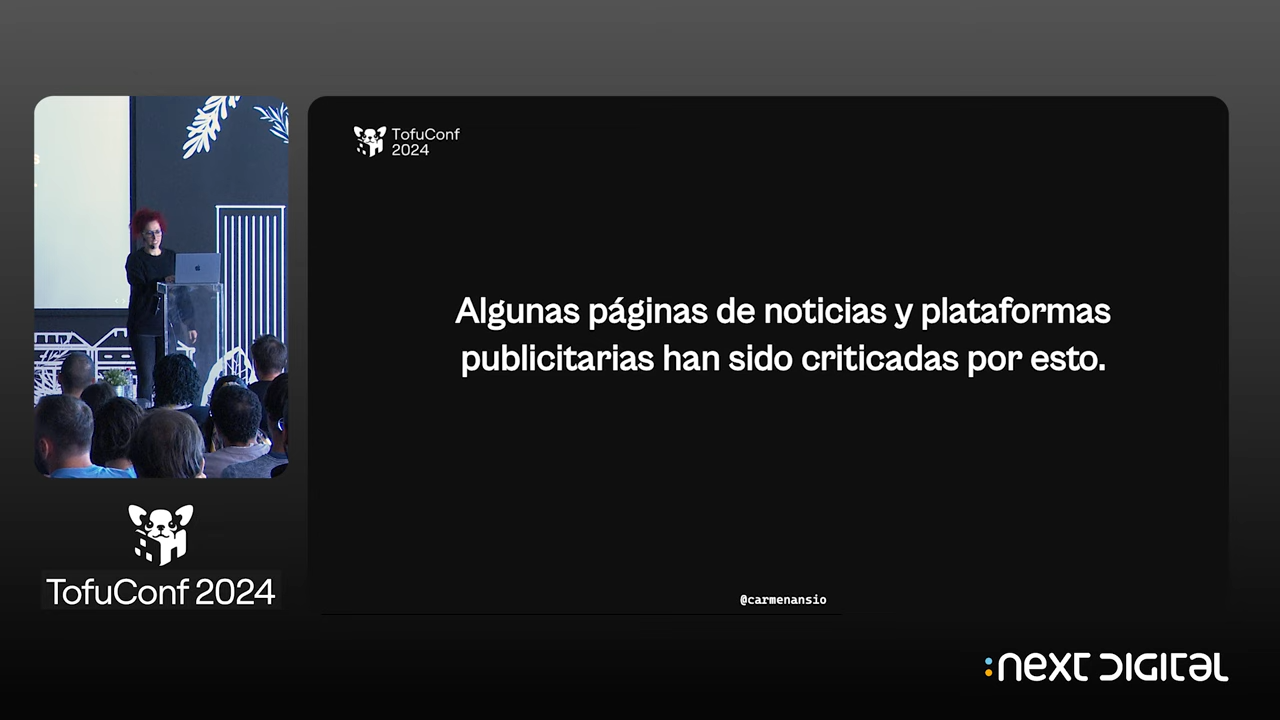 TofuConf
2024
Algunas páginas de noticias y plataformas
publicitarias han sido criticadas por esto.
@carmenansio
TofuConf 2024
:next digital